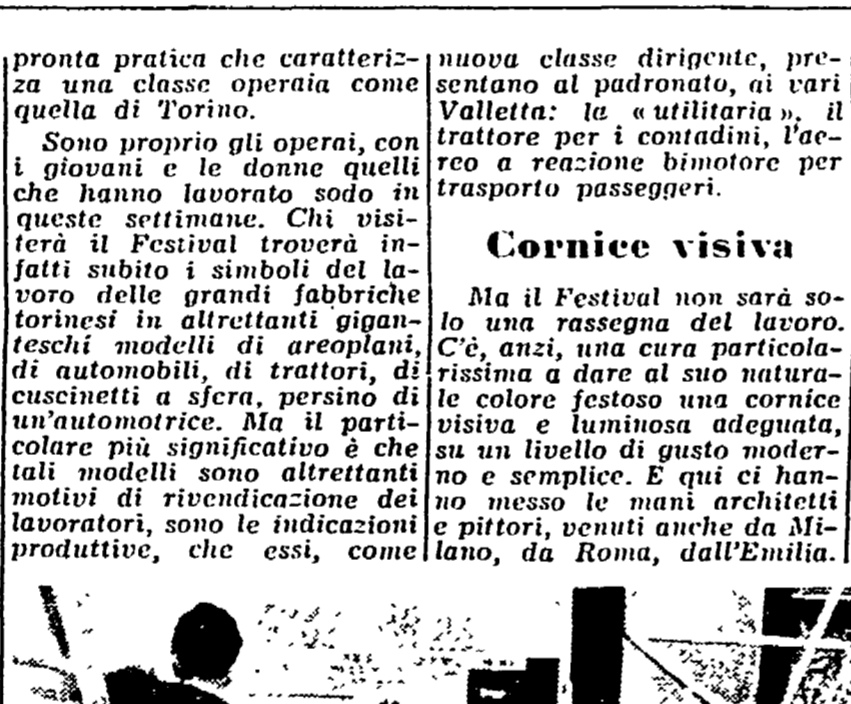 pronta pratica che caratteriz-
za una classe operaia come
quella di Torino.
Sono proprio gli operai, con
i giovani e le donne quelli
che hanno lavorato sodo in
queste settimane. Chi visi-
terà il Festival troverà in-
fatti subito i simboli del la-
voro delle grandi fabbriche
torinesi in altrettanti gigan-
teschi modelli di areoplani,
di automobili, di trattori, di
cuscinetti a sfera, persino di
un'automotrice. Ma il parti-
colare più significativo è che
tali modelli sono altrettanti
motivi di rivendicazione dei
lavoratori, sono le indicazioni
produttive, che essi, come
nuova classe dirigente, pre-
sentano al padronato, ai vari
Valletta: la « utilitaria », il
trattore per i contadini, l'ae-
reo a reazione bimotore per
trasporto passeggeri.
Cornice visiva
Ma il Festival non sarà so-
lo una rassegna del lavoro.
C'è, anzi, una cura particola-
rissima a dare al suo natura-
le colore festoso una cornice
visiva e luminosa adeguata,
su un livello di gusto moder-
no e semplice. E qui ci han-
no messo le mani architetti
e pittori, venuti anche da Mi-
lano, da Roma, dall'Emilia.